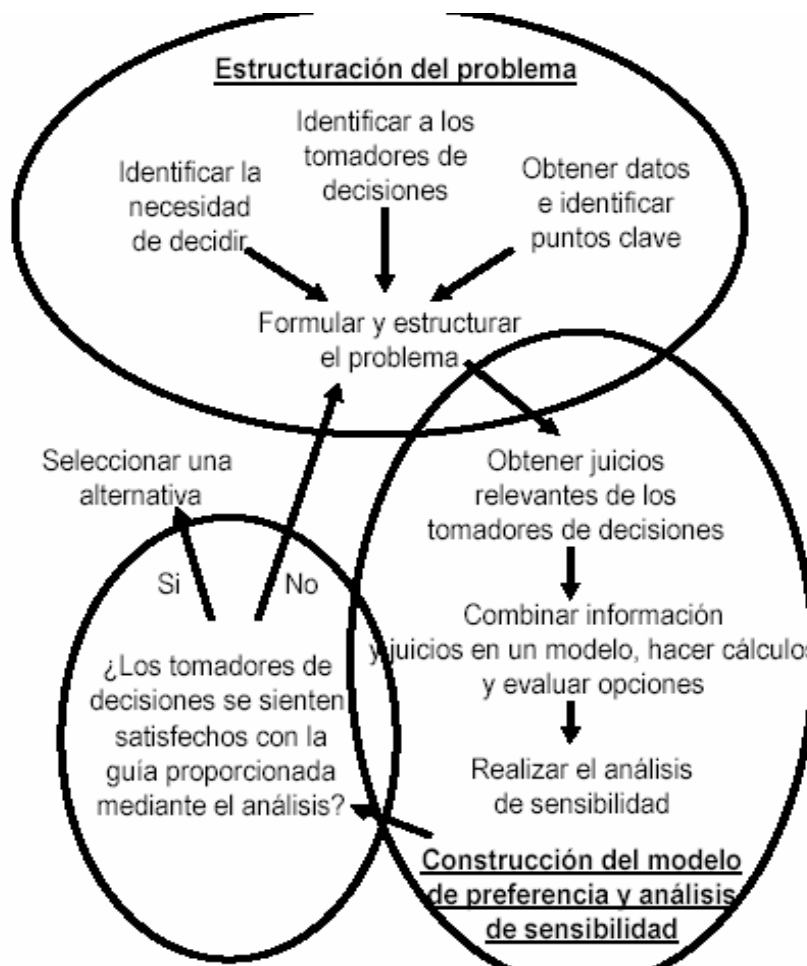 Estructuración del problema
Identificar la
necesidad
de decidir
Identificar a los
tomadores de
decisiones
Obtener datos
e identificar
puntos clave
Formular y estructurar
el problema
Seleccionar una
alternativa
Si
No
¿Los tomadores de
decisiones se sienten
satisfechos con la
guía proporcionada
mediante el análisis?
Obtener juicios
relevantes de los
tomadores de decisiones
Combinar información
y juicios en un modelo, hacer cálculos
y evaluar opciones
Realizar el análisis
de sensibilidad
Construcción del modelo
de preferencia y análisis
de sensibilidad